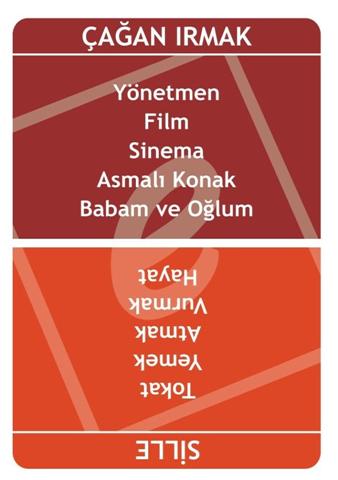 ÇAĞAN IRMAK
Yönetmen
Film
Sinema
Asmalı Konak
Babam ve Oğlum
SİLLE
Tokat
Yemek
Atmak
Vurmak
Hayat